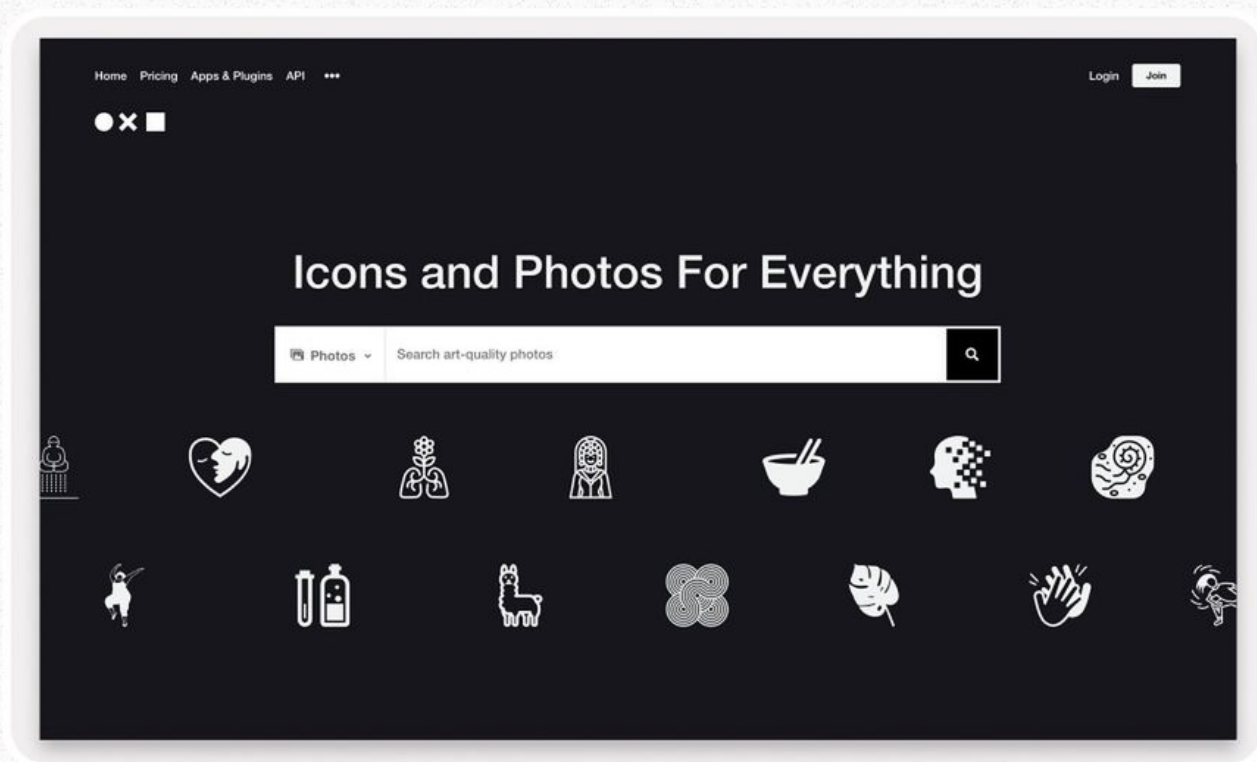 Home Pricing Apps & Plugins API •••
Login Join
Icons and Photos For Everything
Photos Search art-quality photos